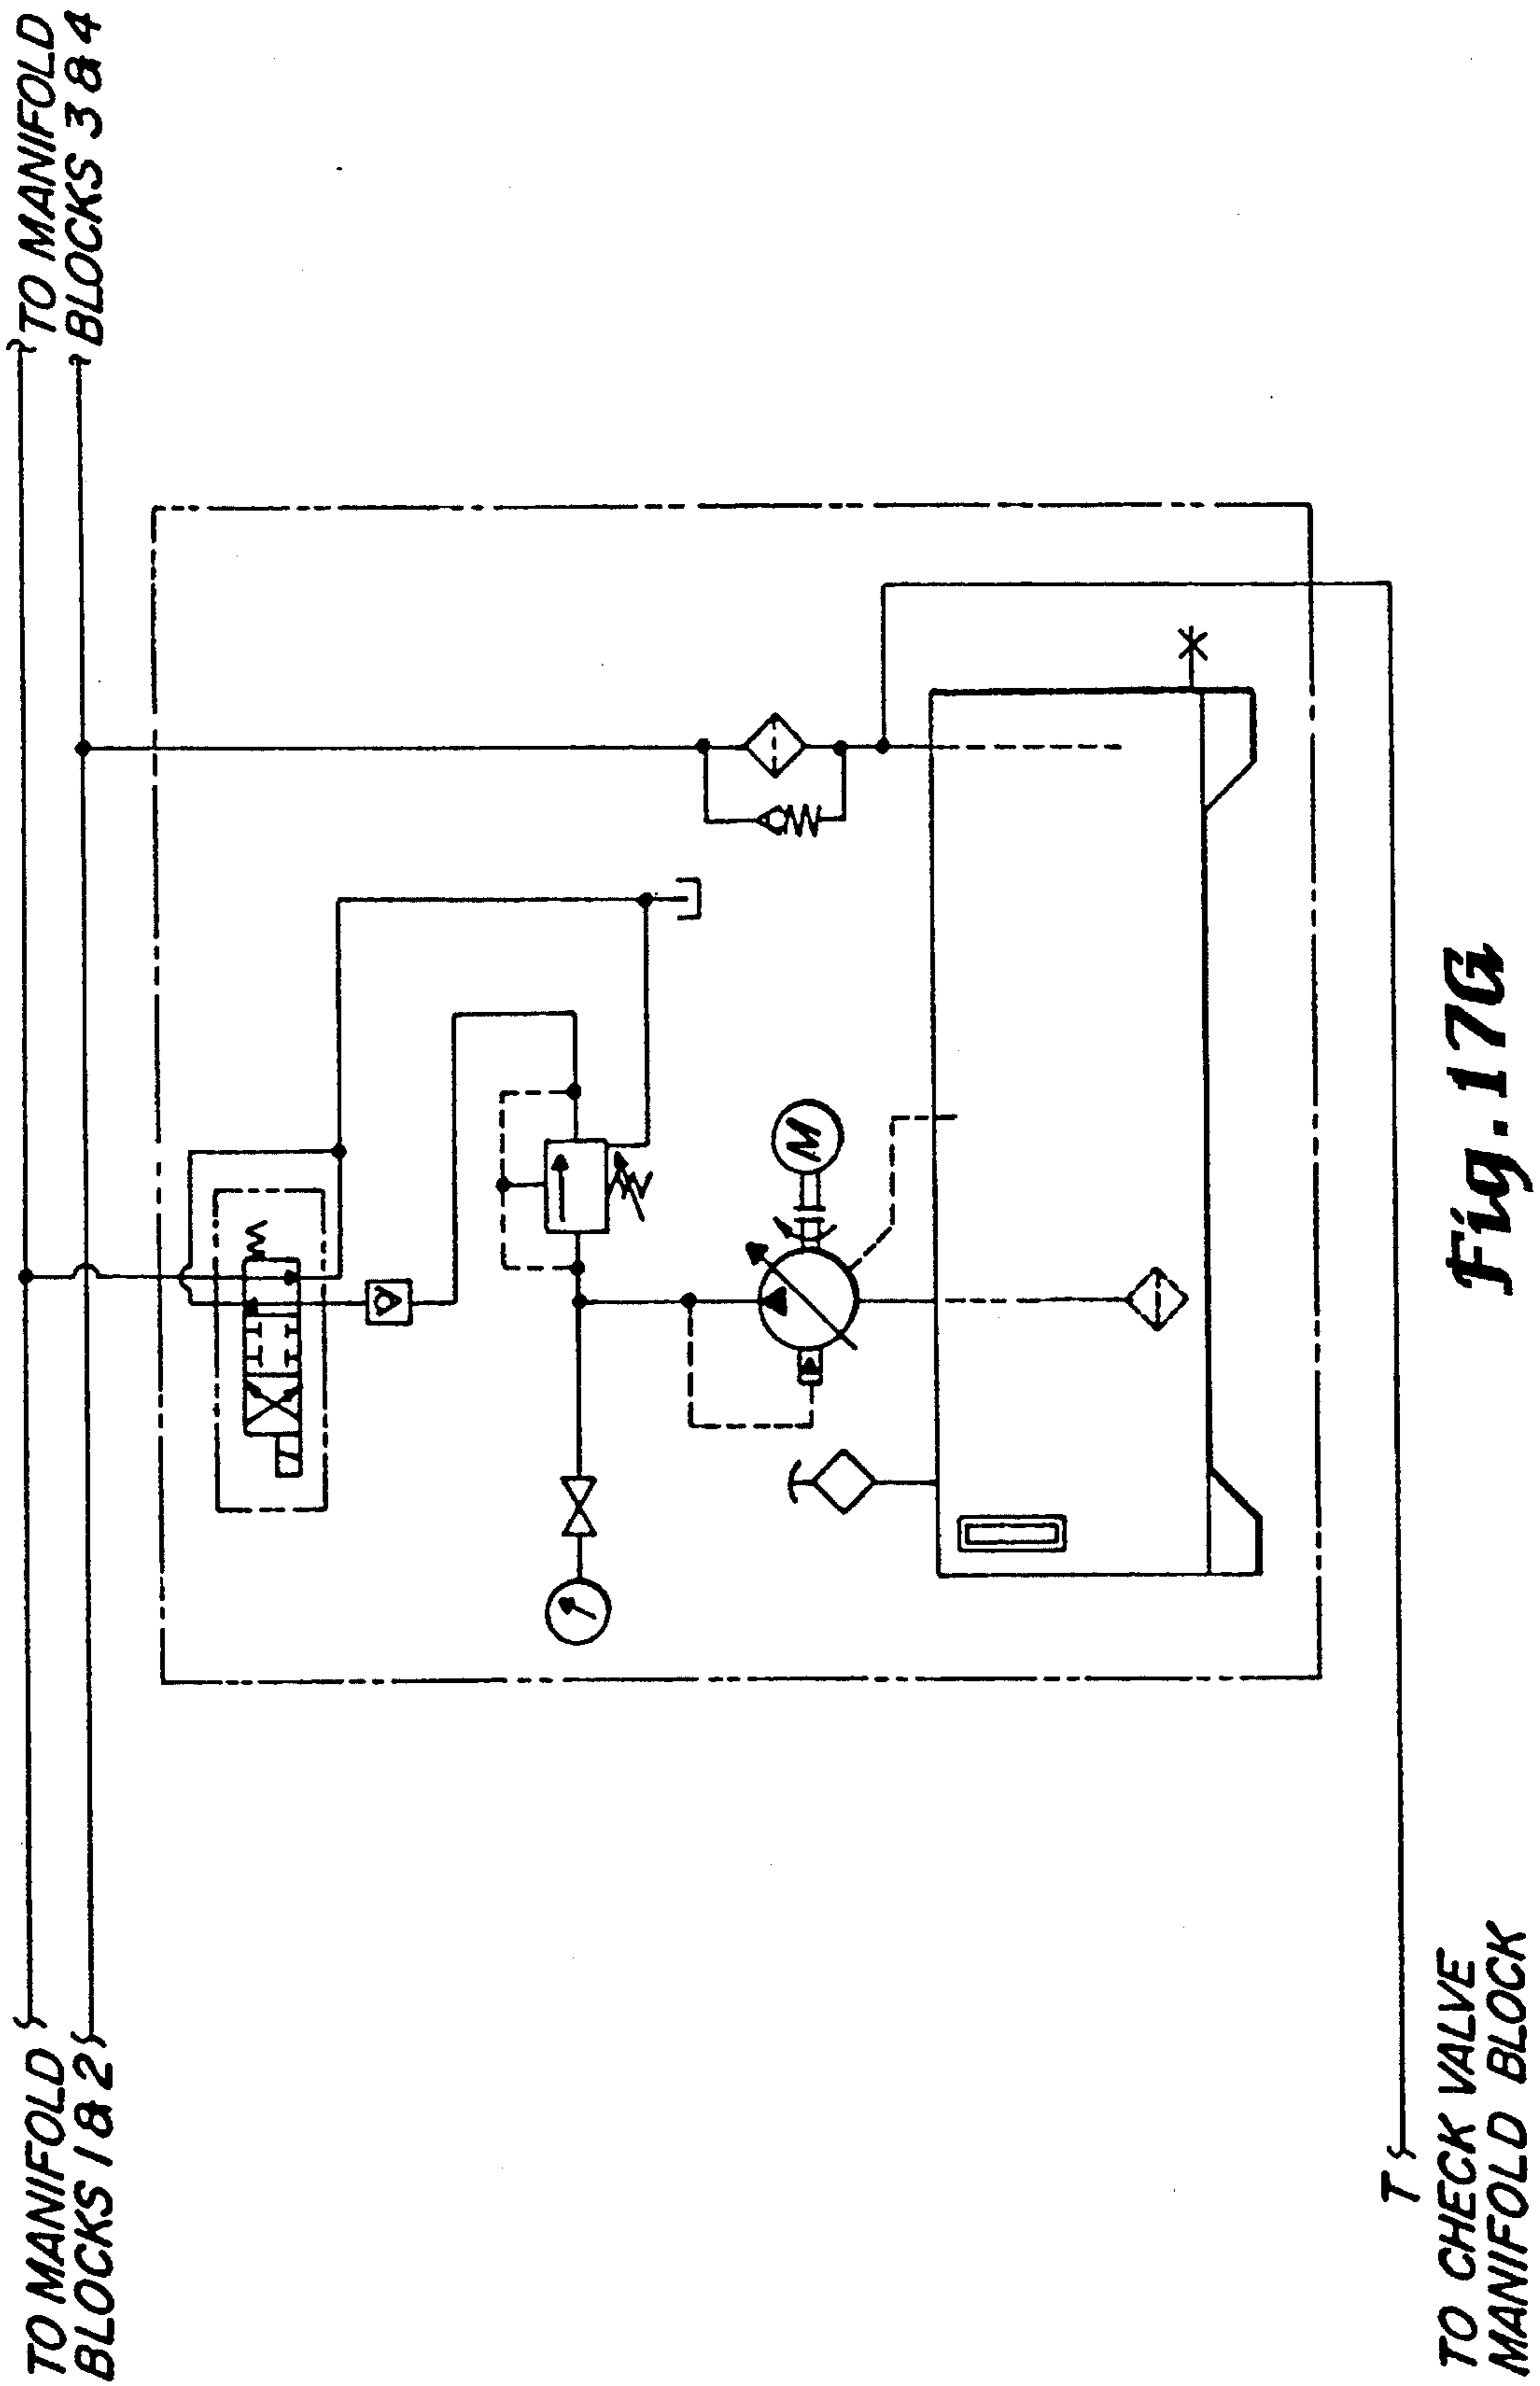 TO MANIFOLD
BLOCKS 1 & 2
TO MANIFOLD
BLOCKS 3 & 4
M
T
TO CHECK VALVE
MANIFOLD BLOCK
Fig. 17G